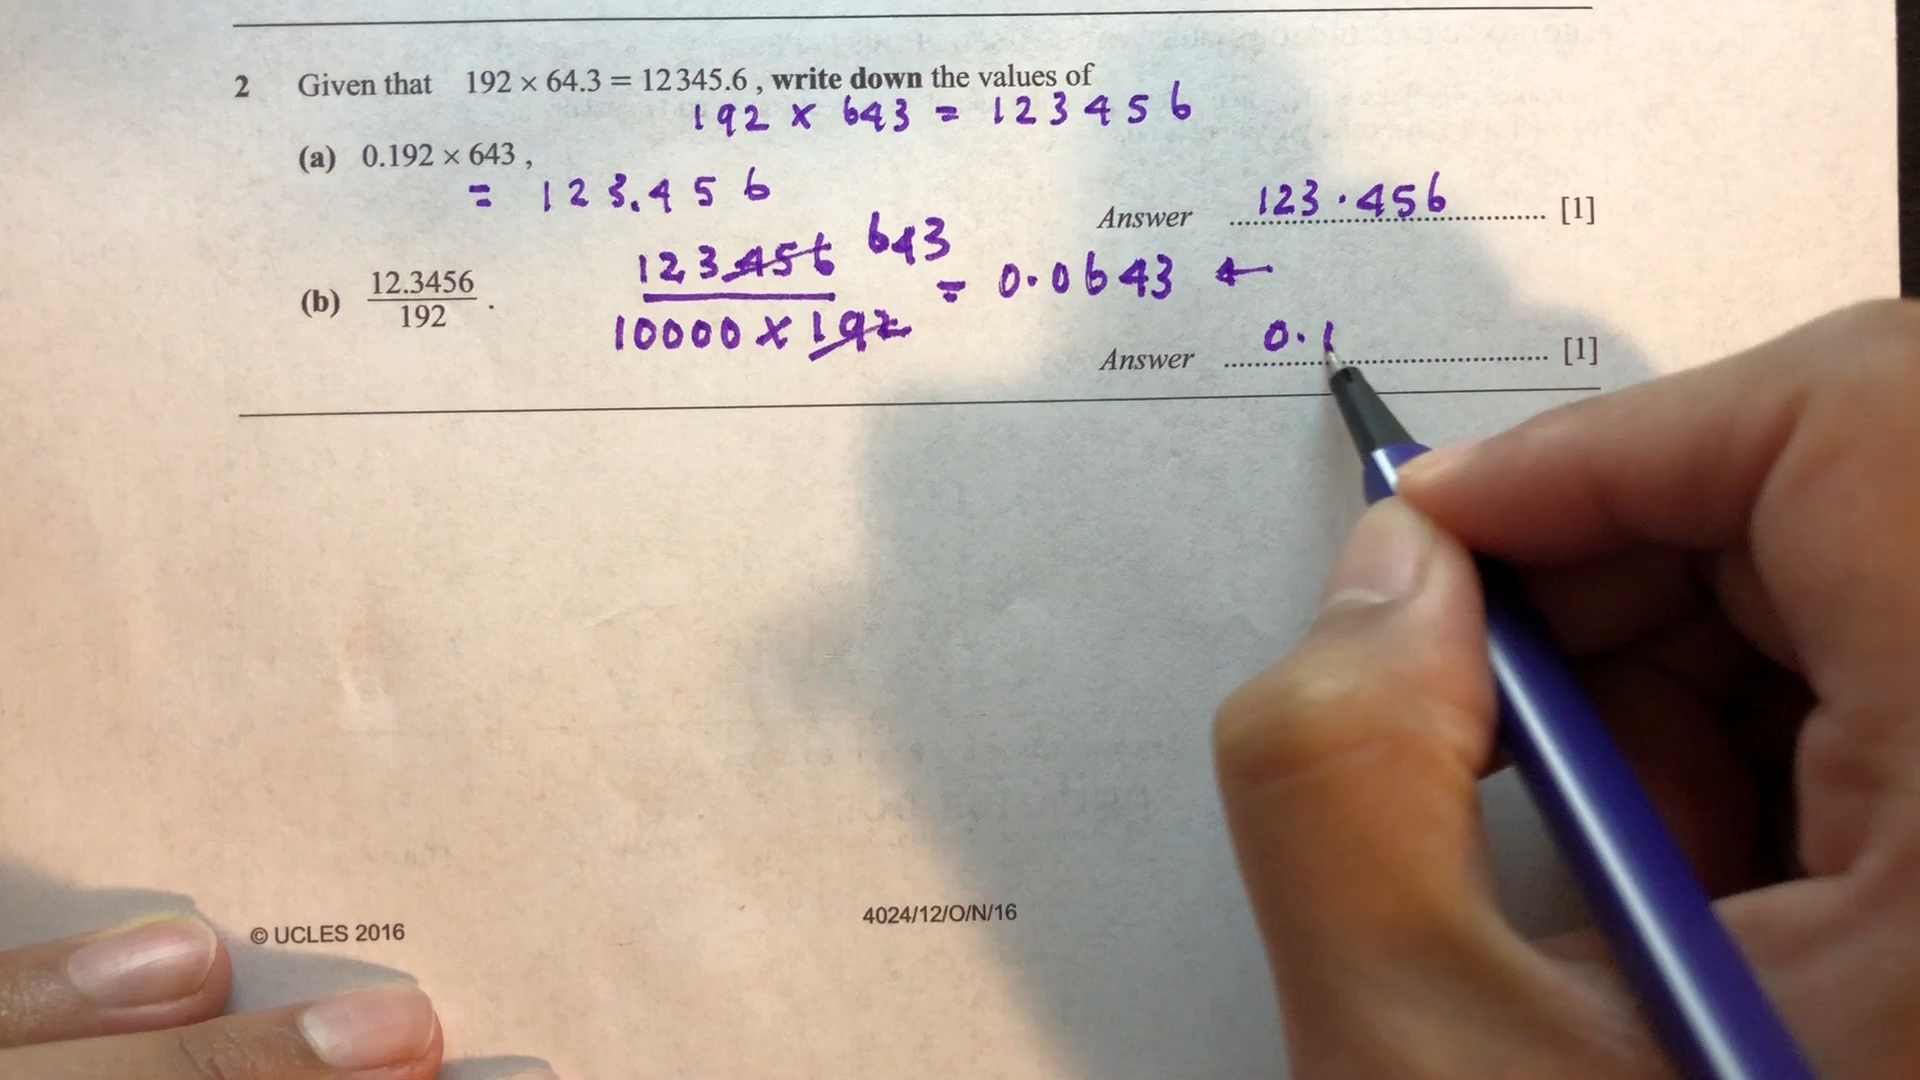 2 Given that 192 × 64.3 = 12 345.6 , write down the values of
192 × 643 = 123456
(a) 0.192 × 643 ,
= 123.456
Answer 123.456 [1]
(b) 12.3456/192 .
123456/10000 × 192 643 = 0.0643 ←
Answer 0. [1]
© UCLES 2016
4024/12/O/N/16